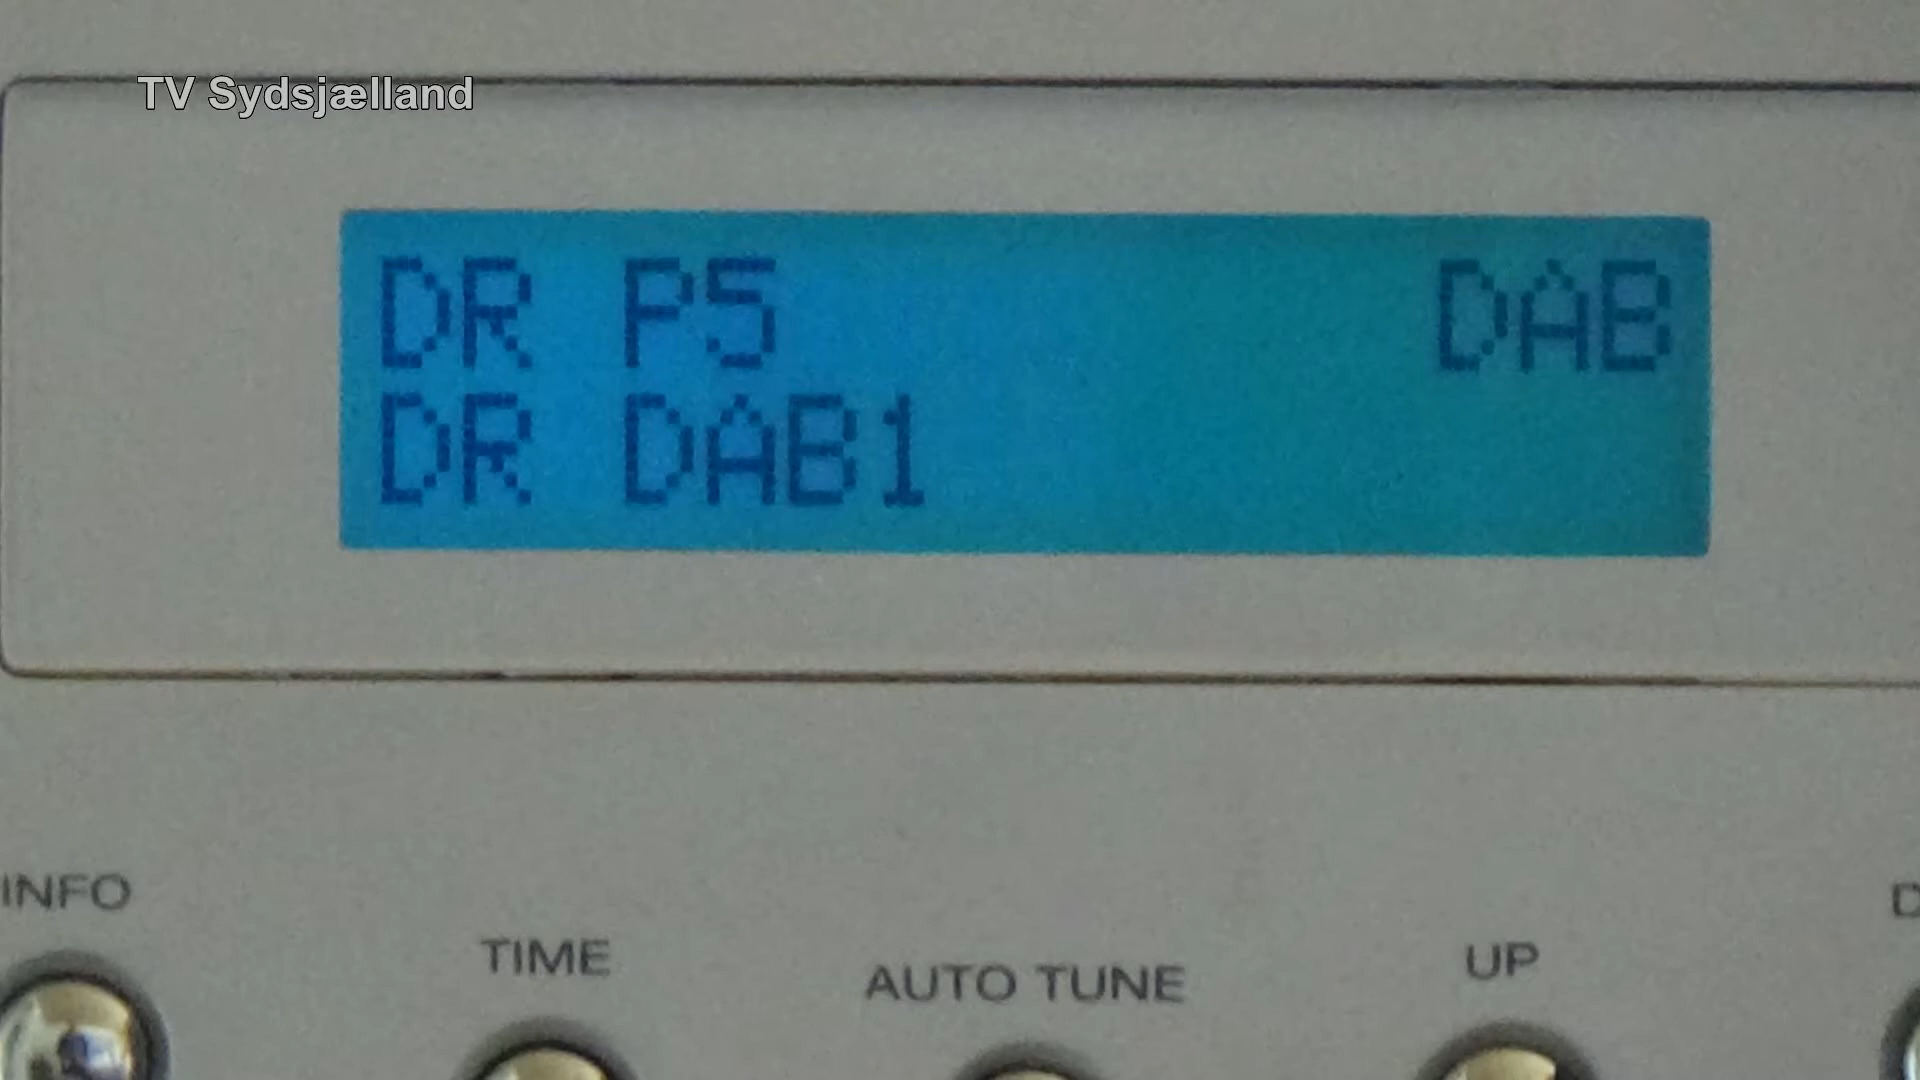 TV Sydsjælland
DR P5 DAB
DR DAB1
INFO
TIME
AUTO TUNE
UP
D